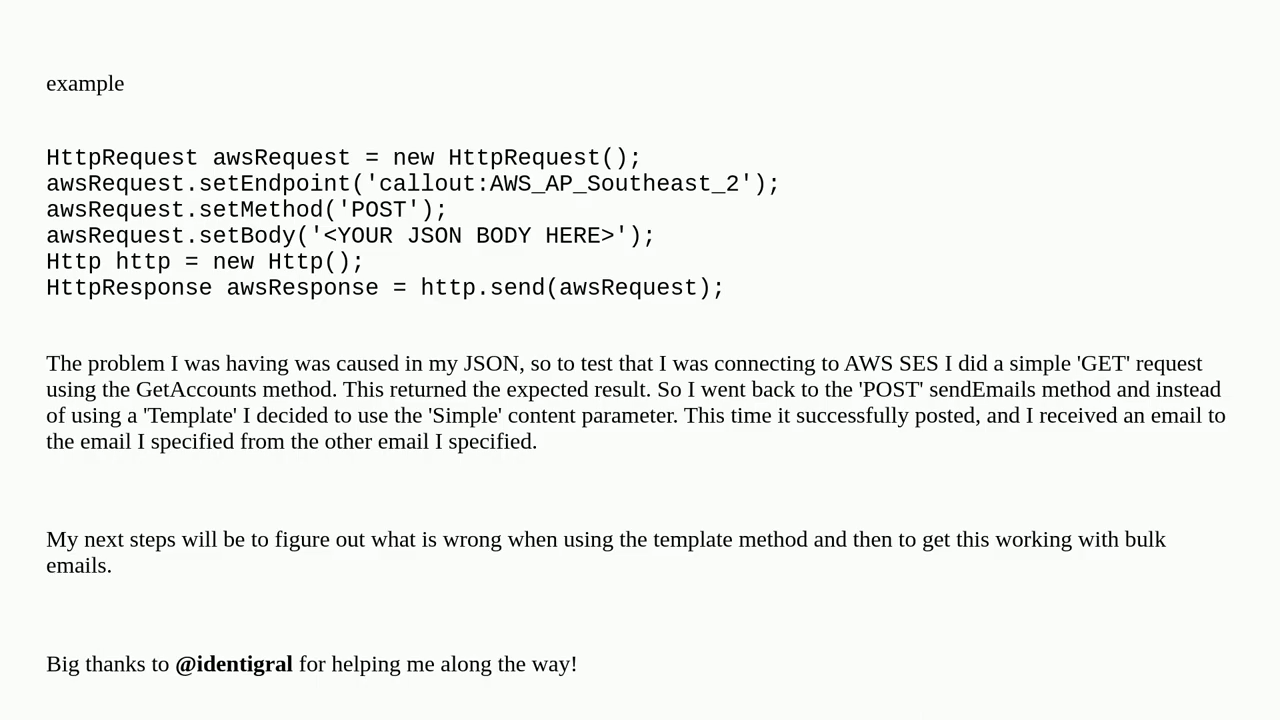 example
HttpRequest awsRequest = new HttpRequest();
awsRequest.setEndpoint('callout:AWS_AP_Southeast_2');
awsRequest.setMethod('POST');
awsRequest.setBody('<YOUR JSON BODY HERE>');
Http http = new Http();
HttpResponse awsResponse = http.send(awsRequest);
The problem I was having was caused in my JSON, so to test that I was connecting to AWS SES I did a simple 'GET' request
using the GetAccounts method. This returned the expected result. So I went back to the 'POST' sendEmails method and instead
of using a 'Template' I decided to use the 'Simple' content parameter. This time it successfully posted, and I received an email to
the email I specified from the other email I specified.
My next steps will be to figure out what is wrong when using the template method and then to get this working with bulk
emails.
Big thanks to @identigral for helping me along the way!